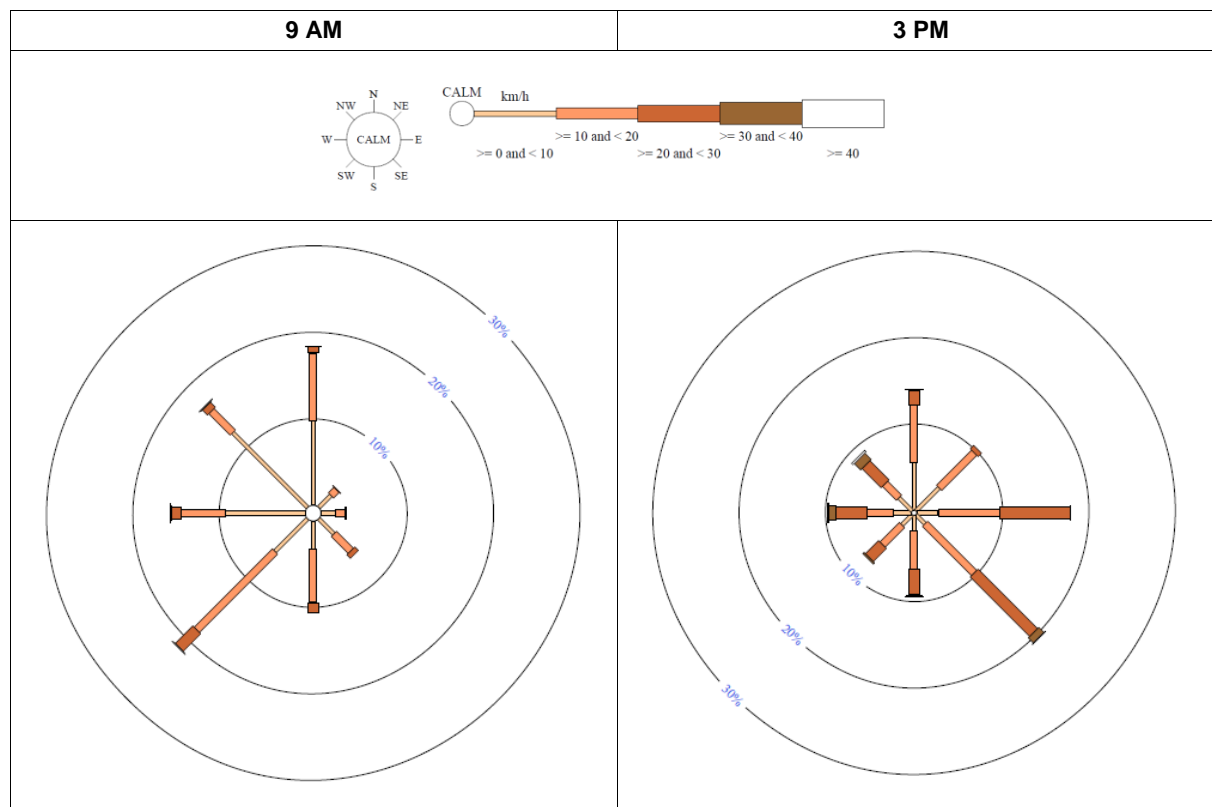 9 AM
3 PM
N
NW
NE
W
CALM
E
SW
SE
S
CALM
km/h
>= 10 and < 20
>= 30 and < 40
>= 0 and < 10
>= 20 and < 30
>= 40
30%
20%
10%
10%
20%
30%